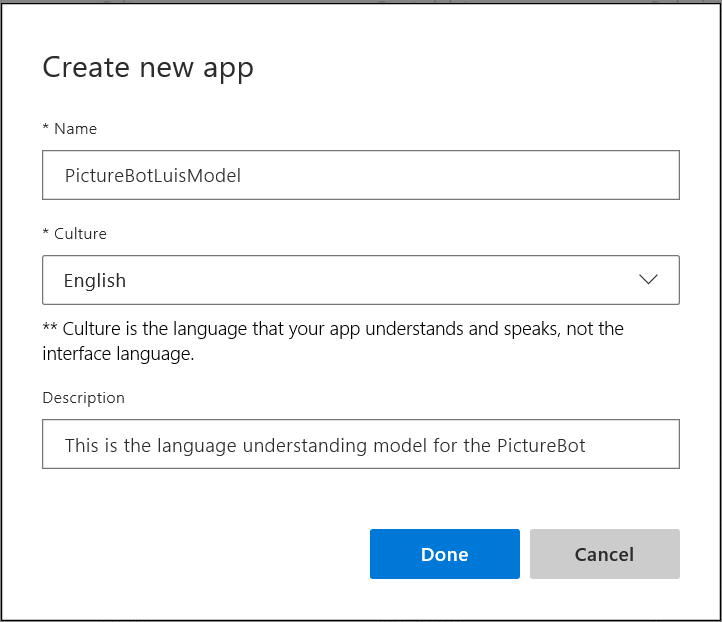 Create new app
* Name
PictureBotLuisModel
* Culture
English
** Culture is the language that your app understands and speaks, not the
interface language.
Description
This is the language understanding model for the PictureBot
Done Cancel